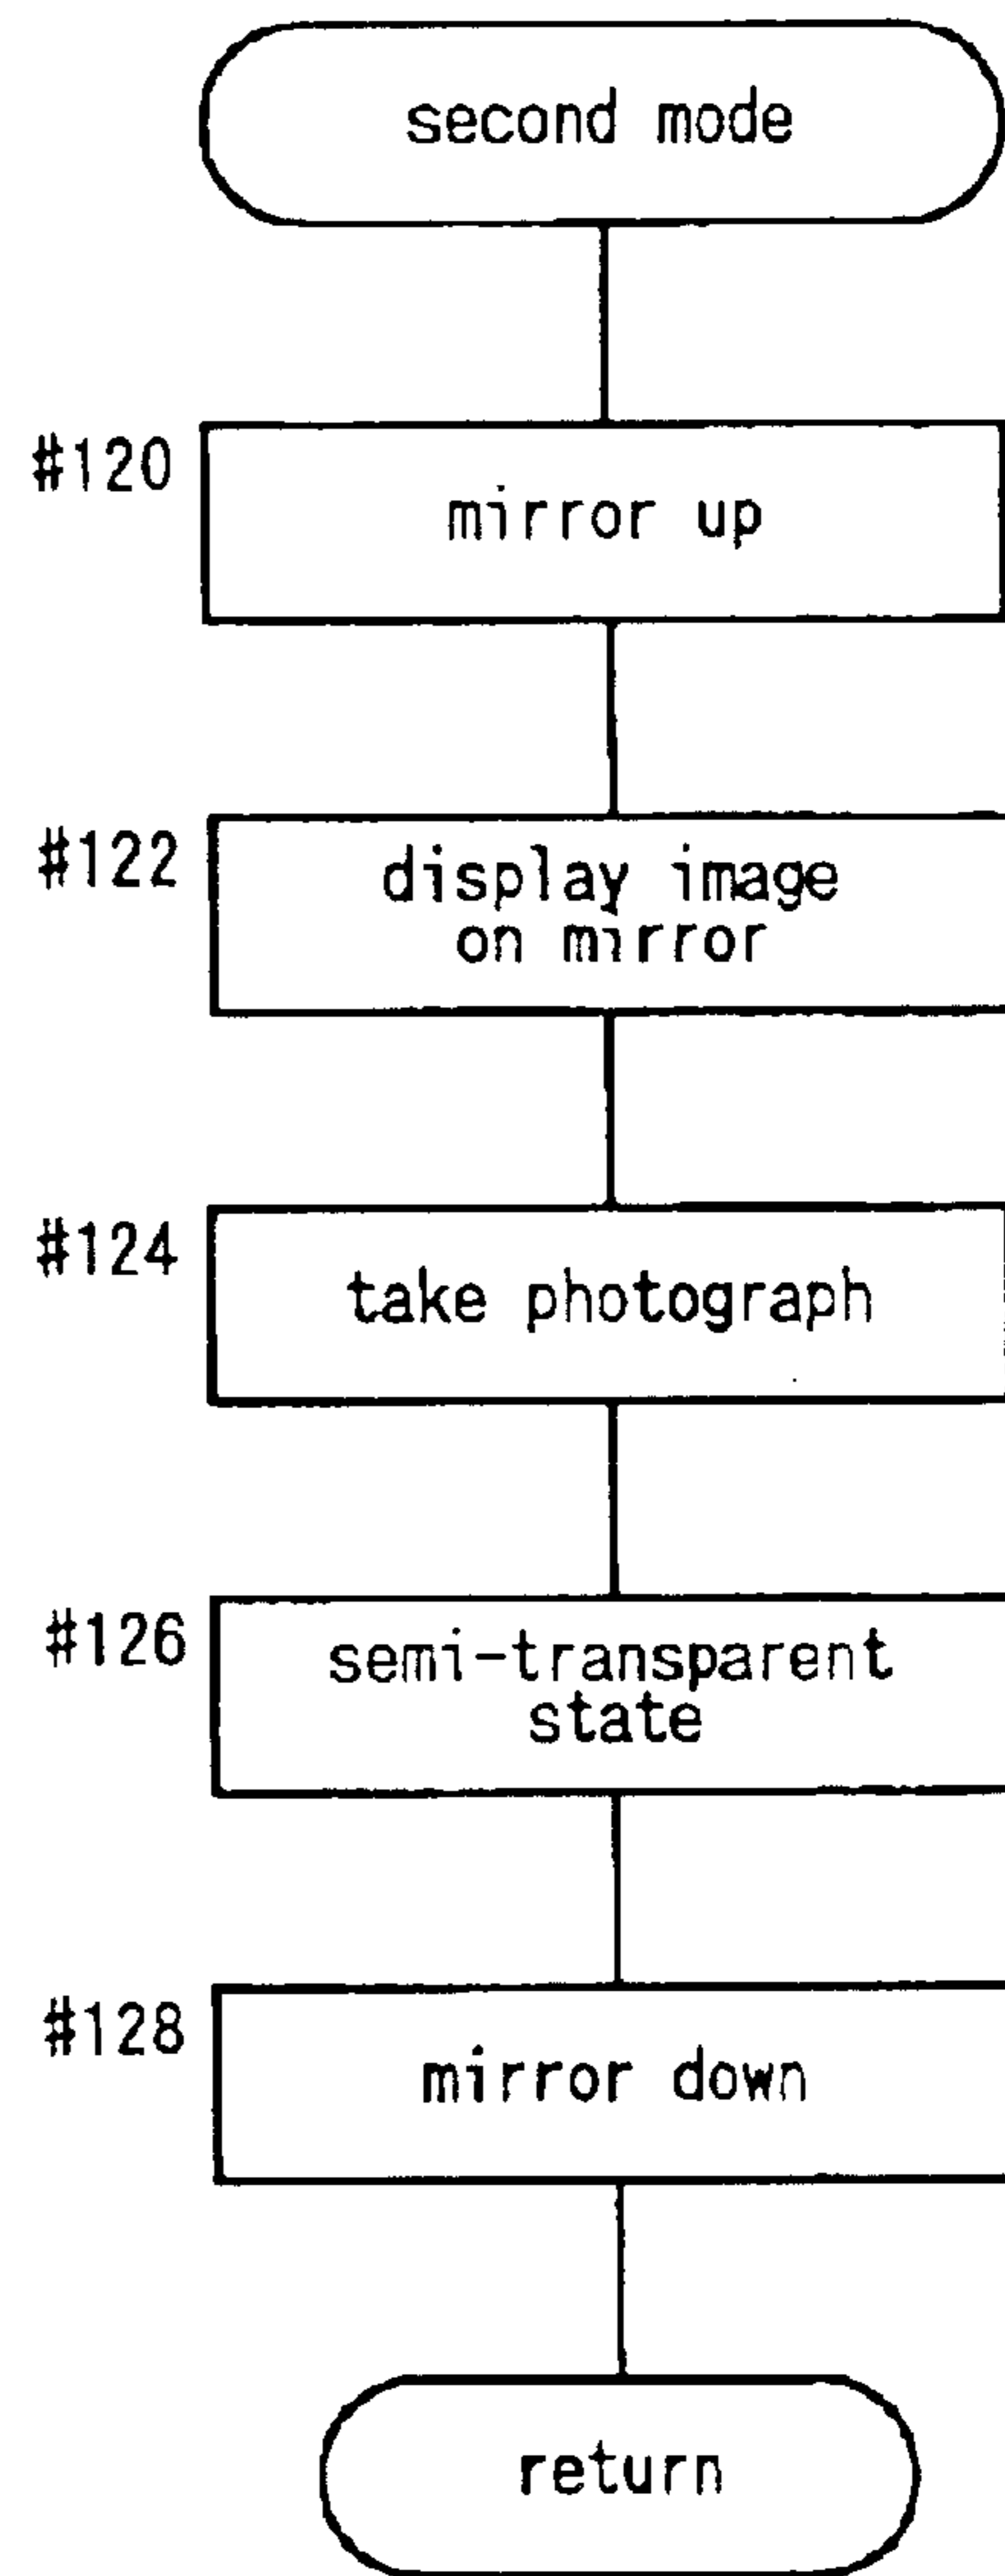 second mode
#120
mirror up
#122
display image
on mirror
#124
take photograph
#126
semi-transparent
state
#128
mirror down
return